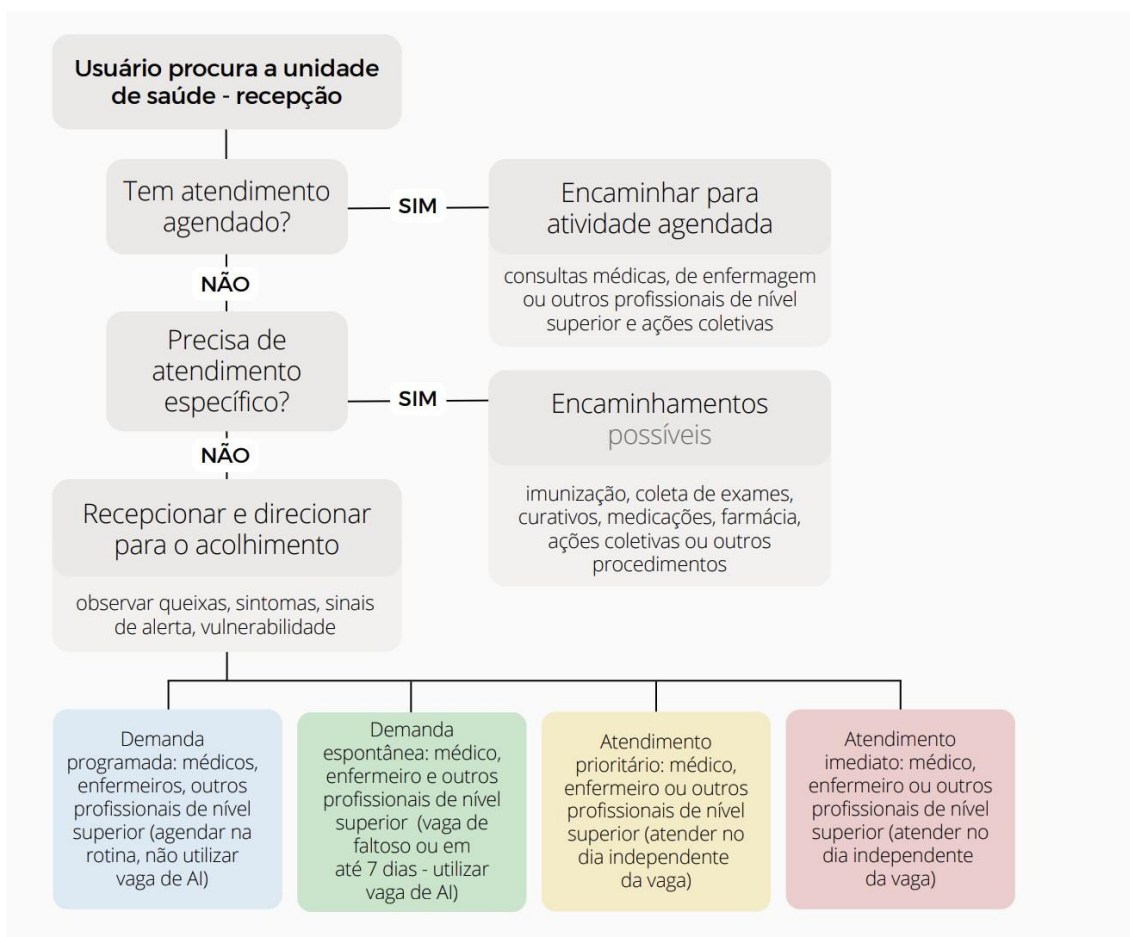 Usuário procura a unidade
de saúde - recepção
Tem atendimento
agendado?
SIM
Encaminhar para
atividade agendada
consultas médicas, de enfermagem
ou outros profissionais de nível
superior e ações coletivas
NÃO
Precisa de
atendimento
específico?
SIM
Encaminhamentos
possíveis
imunização, coleta de exames,
curativos, medicações, farmácia,
ações coletivas ou outros
procedimentos
NÃO
Recepcionar e direcionar
para o acolhimento
observar queixas, sintomas, sinais
de alerta, vulnerabilidade
Demanda
programada: médicos,
enfermeiros, outros
profissionais de nível
superior (agendar na
rotina, não utilizar
vaga de AI)
Demanda
espontânea: médico,
enfermeiro e outros
profissionais de nível
superior (vaga de
faltoso ou em
até 7 dias - utilizar
vaga de AI)
Atendimento
prioritário: médico,
enfermeiro ou outros
profissionais de nível
superior (atender no
dia independente
da vaga)
Atendimento
imediato: médico,
enfermeiro ou outros
profissionais de nível
superior (atender no
dia independente
da vaga)